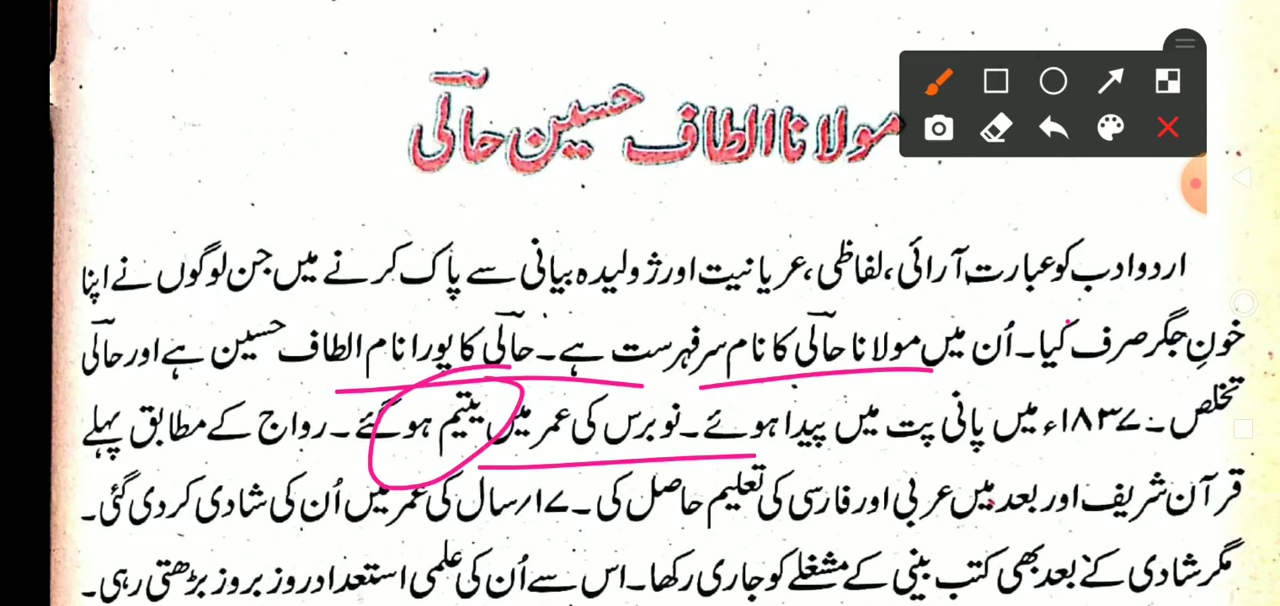 مولانا الطاف حسین حالؔی
اردو ادب کو عبارت آرائی، لفاظی، عریانیت اور ژولیدہ بیانی سے پاک کرنے میں جن لوگوں نے اپنا
خونِ جگر صرف کیا۔ اُن میں مولانا حالؔی کا نام سرفہرست ہے۔ حالؔی کا پورا نام الطاف حسین ہے اور حالؔی
تخلص۔ ۱۸۳۷ء میں پانی پت میں پیدا ہوئے۔ نو برس کی عمر میں یتیم ہو گئے۔ رواج کے مطابق پہلے
قرآن شریف اور بعد میں عربی اور فارسی کی تعلیم حاصل کی۔ ۱۷؍ سال کی عمر میں اُن کی شادی کر دی گئی۔
مگر شادی کے بعد بھی کتب بینی کے مشغلے کو جاری رکھا۔ اس سے اُن کی علمی استعداد روز بروز بڑھتی رہی۔